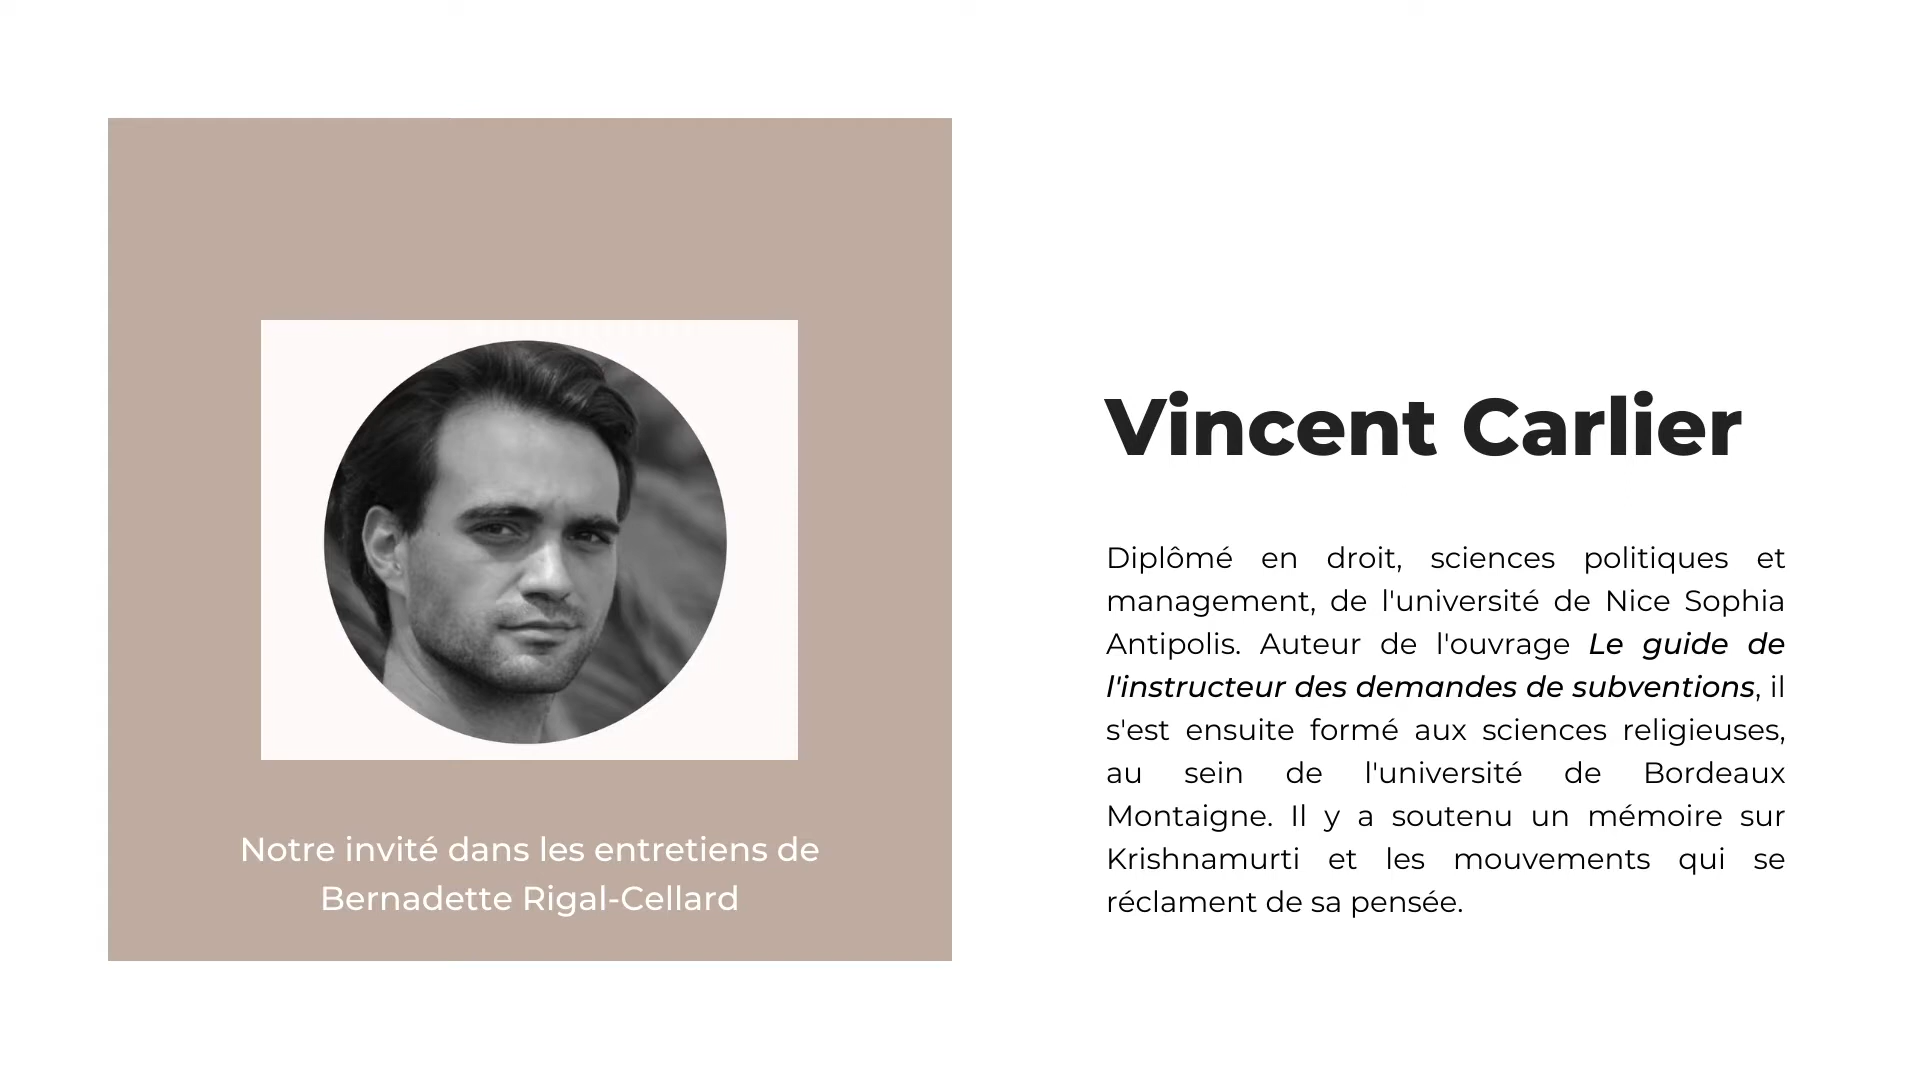 Notre invité dans les entretiens de
Bernadette Rigal-Cellard
Vincent Carlier
Diplômé en droit, sciences politiques et
management, de l'université de Nice Sophia
Antipolis. Auteur de l'ouvrage Le guide de
l'instructeur des demandes de subventions, il
s'est ensuite formé aux sciences religieuses,
au sein de l'université de Bordeaux
Montaigne. Il y a soutenu un mémoire sur
Krishnamurti et les mouvements qui se
réclament de sa pensée.